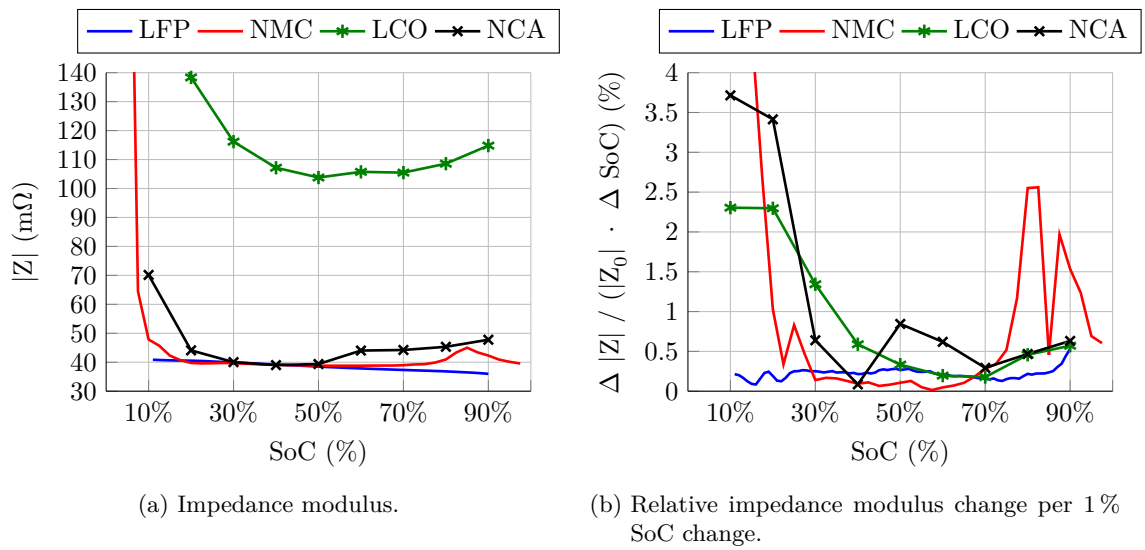 LFP NMC LCO NCA
140
130
120
110
100
90
80
70
60
50
40
30
|Z| (mΩ)
10% 30% 50% 70% 90%
SoC (%)
(a) Impedance modulus.
LFP NMC LCO NCA
4
3.5
3
2.5
2
1.5
1
0.5
0
Δ |Z| / (|Z₀| · Δ SoC) (%)
10% 30% 50% 70% 90%
SoC (%)
(b) Relative impedance modulus change per 1 %
SoC change.